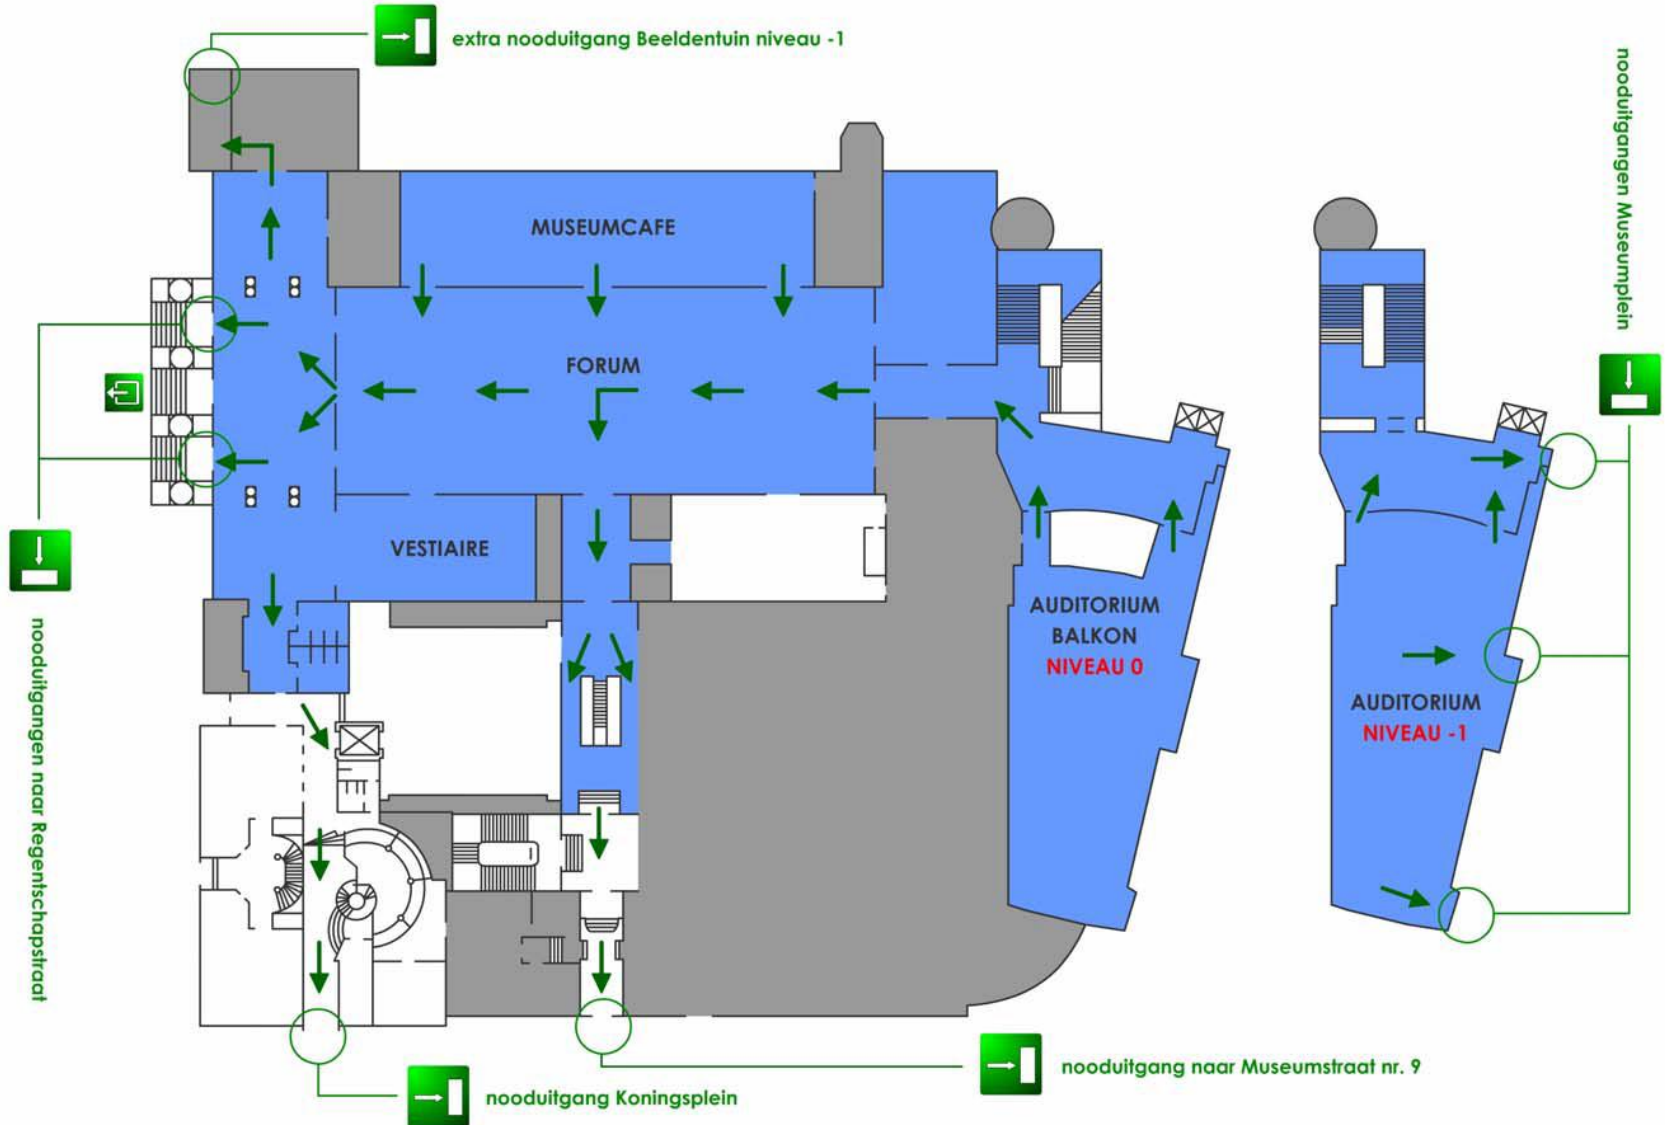 extra nooduitgang Beeldentuin niveau -1
nooduitgangen Museumplein
MUSEUMCAFE
FORUM
VESTIAIRE
AUDITORIUM
BALKON
NIVEAU 0
AUDITORIUM
NIVEAU -1
nooduitgangen naar Regentschapstraat
nooduitgang naar Museumstraat nr. 9
nooduitgang Koningsplein